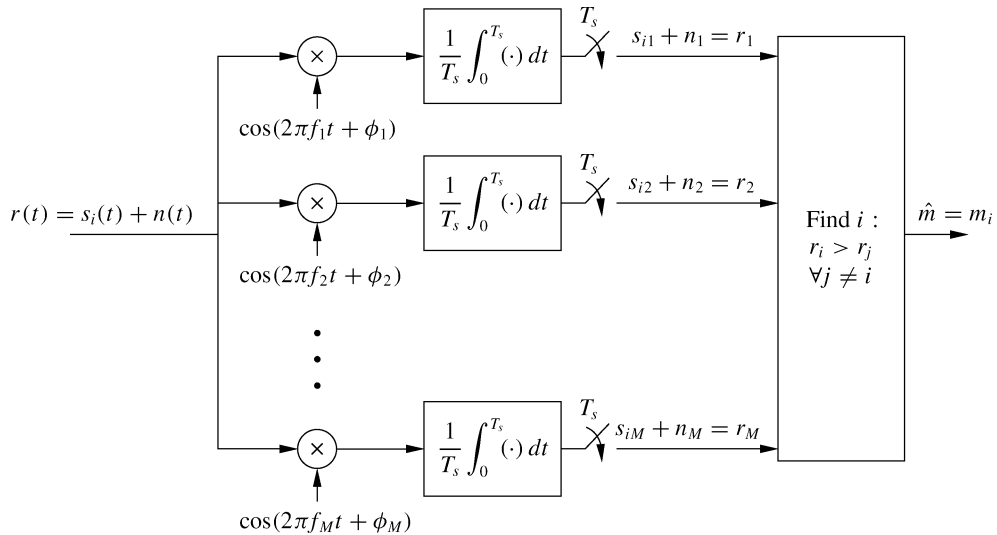 T_s
1/T_s ∫_0^{T_s} (·) dt
s_{i1} + n_1 = r_1
cos(2πf_1t + ϕ_1)
T_s
1/T_s ∫_0^{T_s} (·) dt
s_{i2} + n_2 = r_2
r(t) = s_i(t) + n(t)
cos(2πf_2t + ϕ_2)
Find i :
r_i > r_j
∀j ≠ i
m̂ = m_i
T_s
1/T_s ∫_0^{T_s} (·) dt
s_{iM} + n_M = r_M
cos(2πf_Mt + ϕ_M)